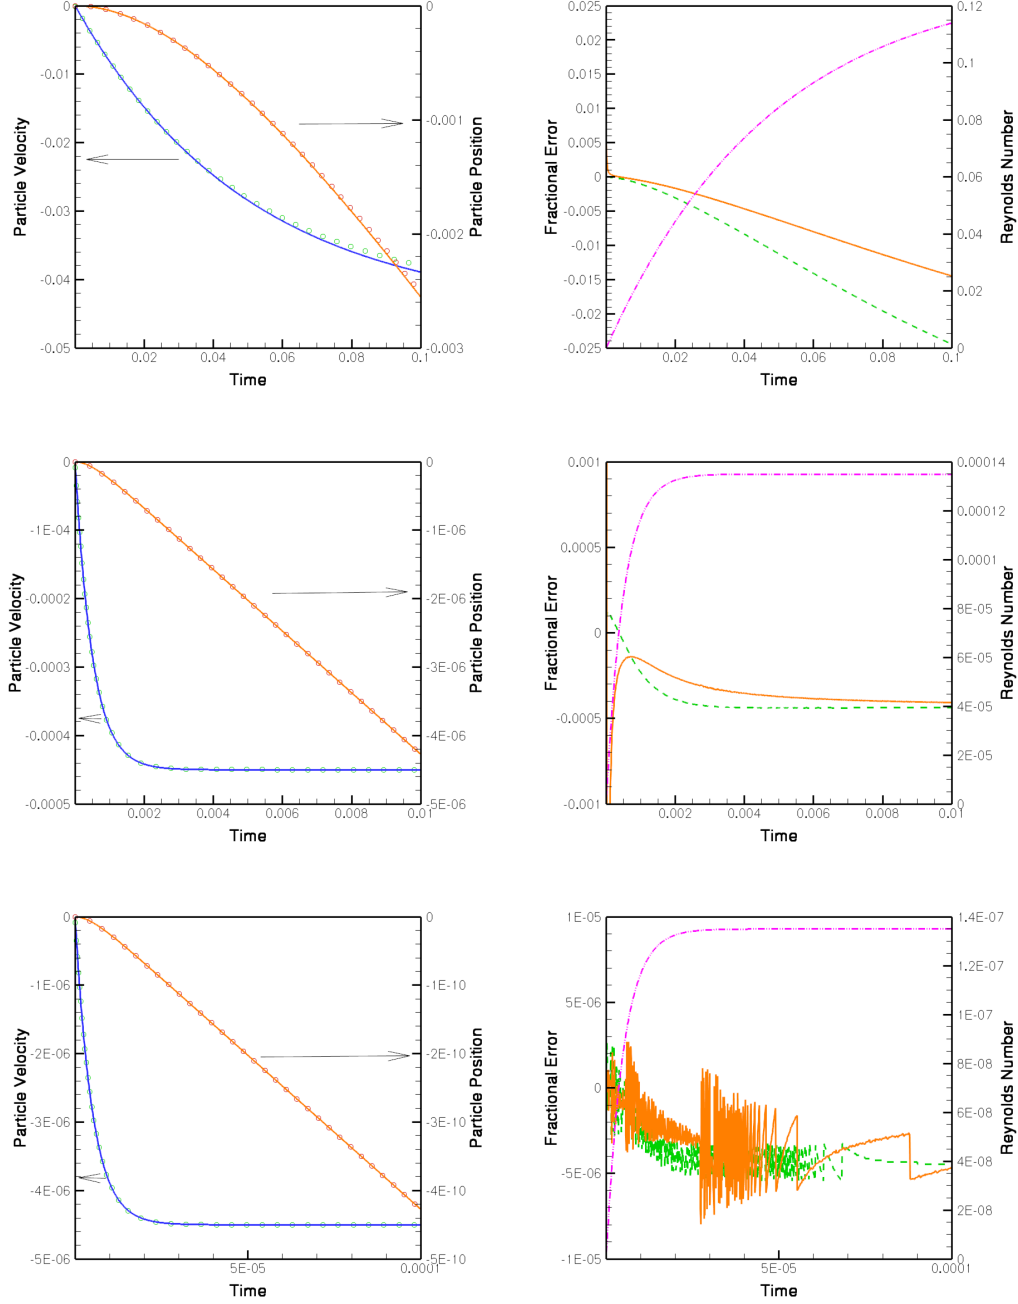 0
-0.01
-0.02
-0.03
-0.04
-0.05
Particle Velocity
0.02
0.04
0.06
0.08
0.1
Time
0
-0.001
-0.002
-0.003
Particle Position
0.025
0.02
0.015
0.01
0.005
0
-0.005
-0.01
-0.015
-0.02
-0.025
Fractional Error
0.02
0.04
0.06
0.08
0.1
Time
0.12
0.1
0.08
0.06
0.04
0.02
0
Reynolds Number
0
-1E-04
-0.0002
-0.0003
-0.0004
-0.0005
Particle Velocity
0.002
0.004
0.006
0.008
0.01
Time
0
-1E-06
-2E-06
-3E-06
-4E-06
-5E-06
Particle Position
0.001
0.0005
0
-0.0005
-0.001
Fractional Error
0.002
0.004
0.006
0.008
0.01
Time
0.00014
0.00012
0.0001
8E-05
6E-05
4E-05
2E-05
0
Reynolds Number
0
-1E-06
-2E-06
-3E-06
-4E-06
-5E-06
Particle Velocity
5E-05
0.0001
Time
0
-1E-10
-2E-10
-3E-10
-4E-10
-5E-10
Particle Position
1E-05
5E-06
0
-5E-06
-1E-05
Fractional Error
5E-05
0.0001
Time
1.4E-07
1.2E-07
1E-07
8E-08
6E-08
4E-08
2E-08
0
Reynolds Number